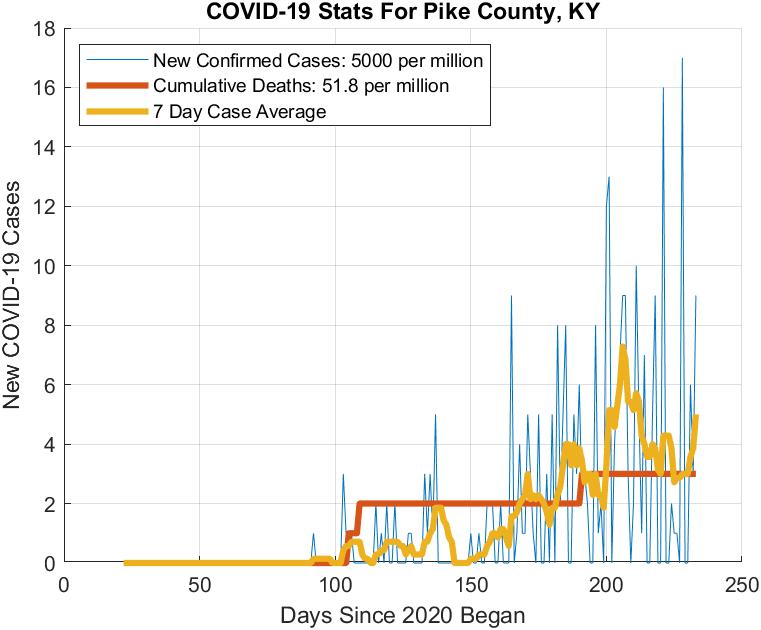 COVID-19 Stats For Pike County, KY
New Confirmed Cases: 5000 per million
Cumulative Deaths: 51.8 per million
7 Day Case Average
New COVID-19 Cases
18
16
14
12
10
8
6
4
2
0
0 50 100 150 200 250
Days Since 2020 Began